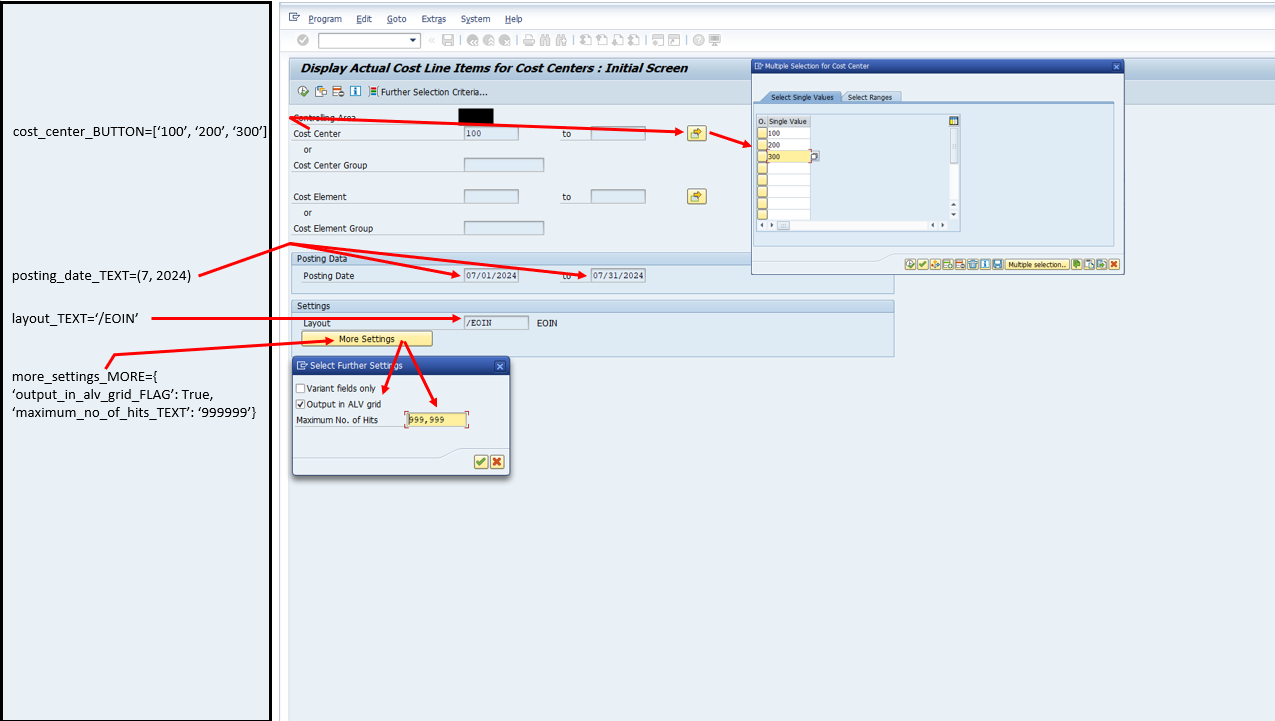 Program Edit Goto Extras System Help
Display Actual Cost Line Items for Cost Centers : Initial Screen
Further Selection Criteria...
Controlling Area
cost_center_BUTTON=[‘100’, ‘200’, ‘300’]
Cost Center 100 to
or
Cost Center Group
Cost Element to
or
Cost Element Group
Posting Data
posting_date_TEXT=(7, 2024)
Posting Date 07/01/2024 to 07/31/2024
Settings
layout_TEXT=‘/EOIN’
Layout /EOIN EOIN
More Settings
more_settings_MORE={
‘output_in_alv_grid_FLAG’: True,
‘maximum_no_of_hits_TEXT’: ‘999999’}
Select Further Settings
Variant fields only
Output in ALV grid
Maximum No. of Hits 999,999
Multiple Selection for Cost Center
Select Single Values Select Ranges
O. Single Value
100
200
300
Multiple selection...